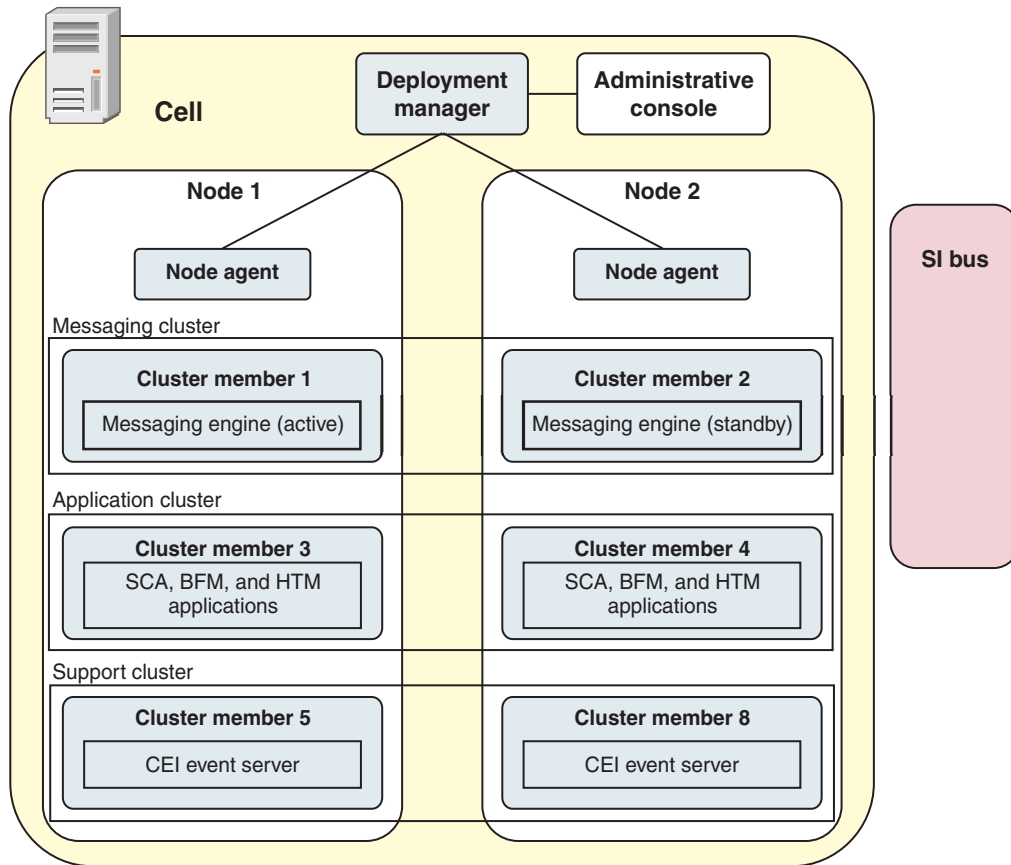 Cell
Deployment
manager
Administrative
console
Node 1
Node 2
Node agent
Node agent
SI bus
Messaging cluster
Cluster member 1
Messaging engine (active)
Cluster member 2
Messaging engine (standby)
Application cluster
Cluster member 3
SCA, BFM, and HTM
applications
Cluster member 4
SCA, BFM, and HTM
applications
Support cluster
Cluster member 5
CEI event server
Cluster member 8
CEI event server